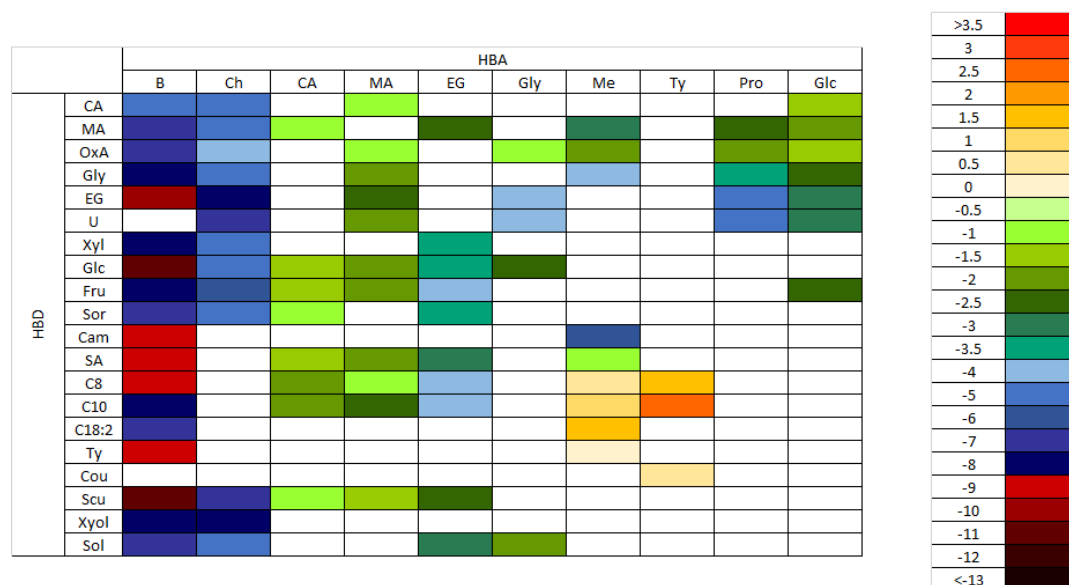 HBA
B Ch CA MA EG Gly Me Ty Pro Glc
HBD
CA
MA
OxA
Gly
EG
U
Xyl
Glc
Fru
Sor
Cam
SA
C8
C10
C18:2
Ty
Cou
Scu
Xyol
Sol
>3.5
3
2.5
2
1.5
1
0.5
0
-0.5
-1
-1.5
-2
-2.5
-3
-3.5
-4
-5
-6
-7
-8
-9
-10
-11
-12
<-13